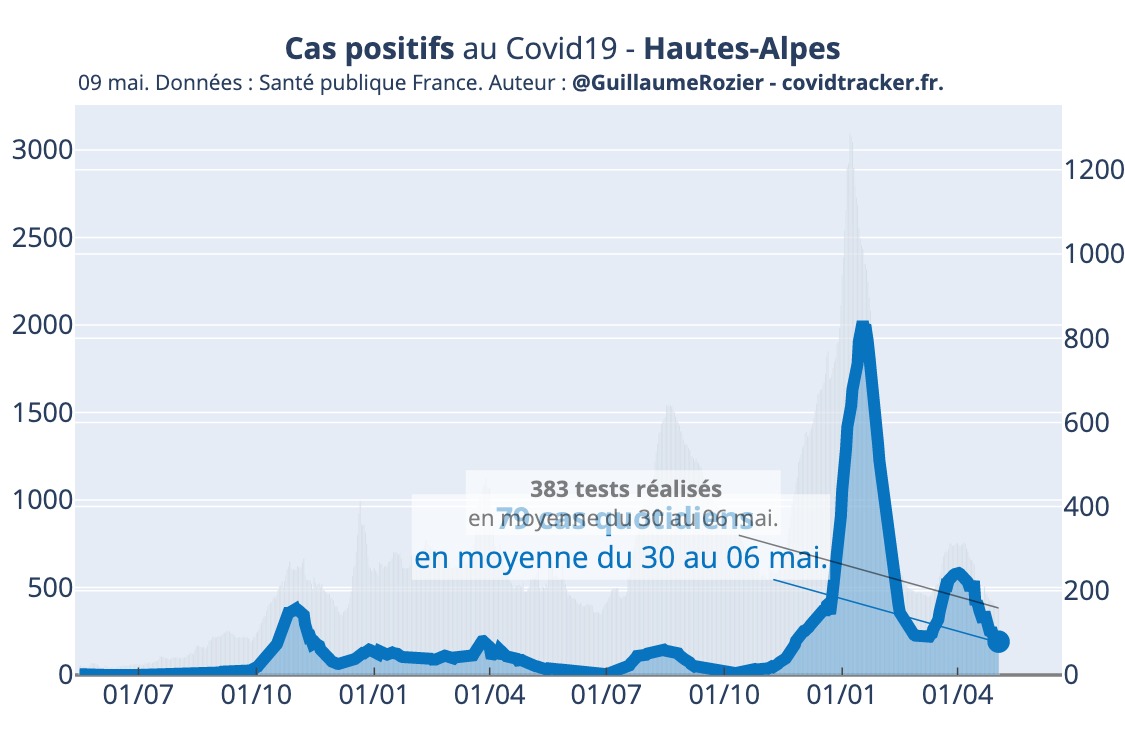 Cas positifs au Covid19 - Hautes-Alpes
09 mai. Données : Santé publique France. Auteur : @GuillaumeRozier - covidtracker.fr.
3000
2500
2000
1500
1000
500
0
1200
1000
800
600
400
200
0
383 tests réalisés
en moyenne du 30 au 06 mai.
79 cas quotidiens
en moyenne du 30 au 06 mai.
01/07 01/10 01/01 01/04 01/07 01/10 01/01 01/04